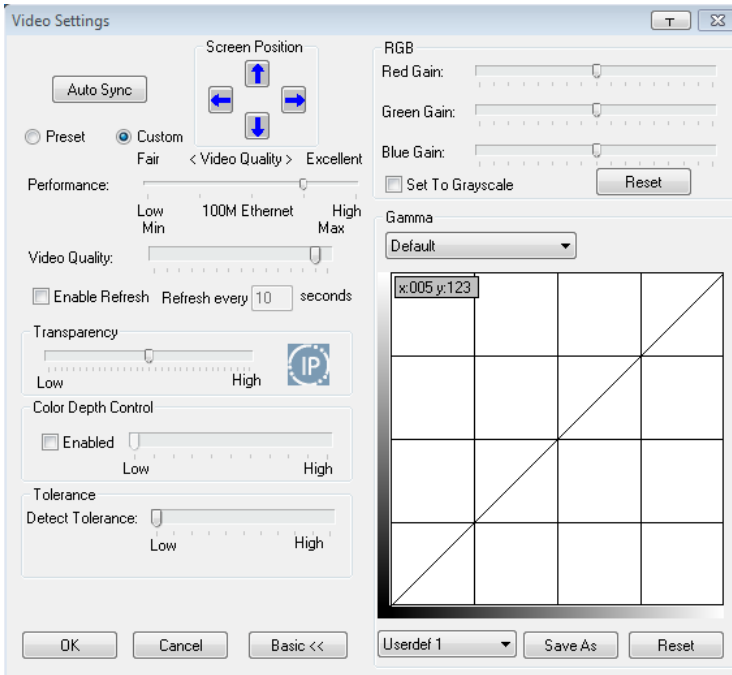 Video Settings
T
Screen Position
Auto Sync
Preset
Custom
Fair < Video Quality > Excellent
Performance:
Low 100M Ethernet High
Min Max
Video Quality:
Enable Refresh Refresh every 10 seconds
Transparency
Low High
IP
Color Depth Control
Enabled
Low High
Tolerance
Detect Tolerance:
Low High
OK
Cancel
Basic <<
RGB
Red Gain:
Green Gain:
Blue Gain:
Set To Grayscale
Reset
Gamma
Default
x:005 y:123
Userdef 1
Save As
Reset